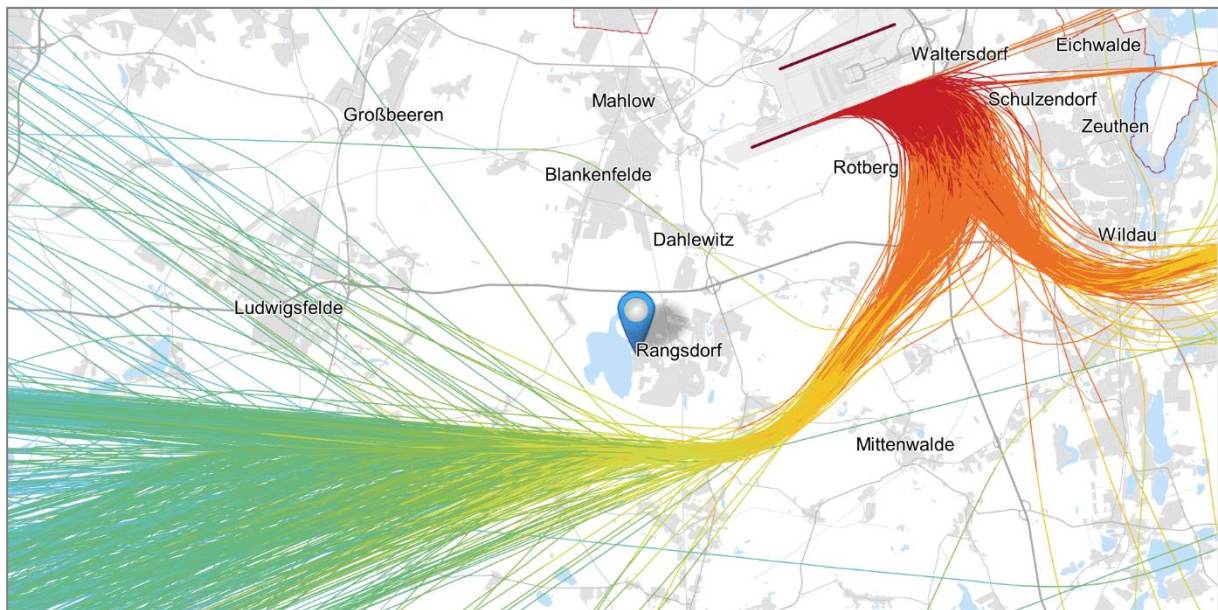 Waltersdorf
Eichwalde
Großbeeren
Mahlow
Schulzendorf
Zeuthen
Blankenfelde
Rotberg
Dahlewitz
Wildau
Ludwigsfelde
Rangsdorf
Mittenwalde